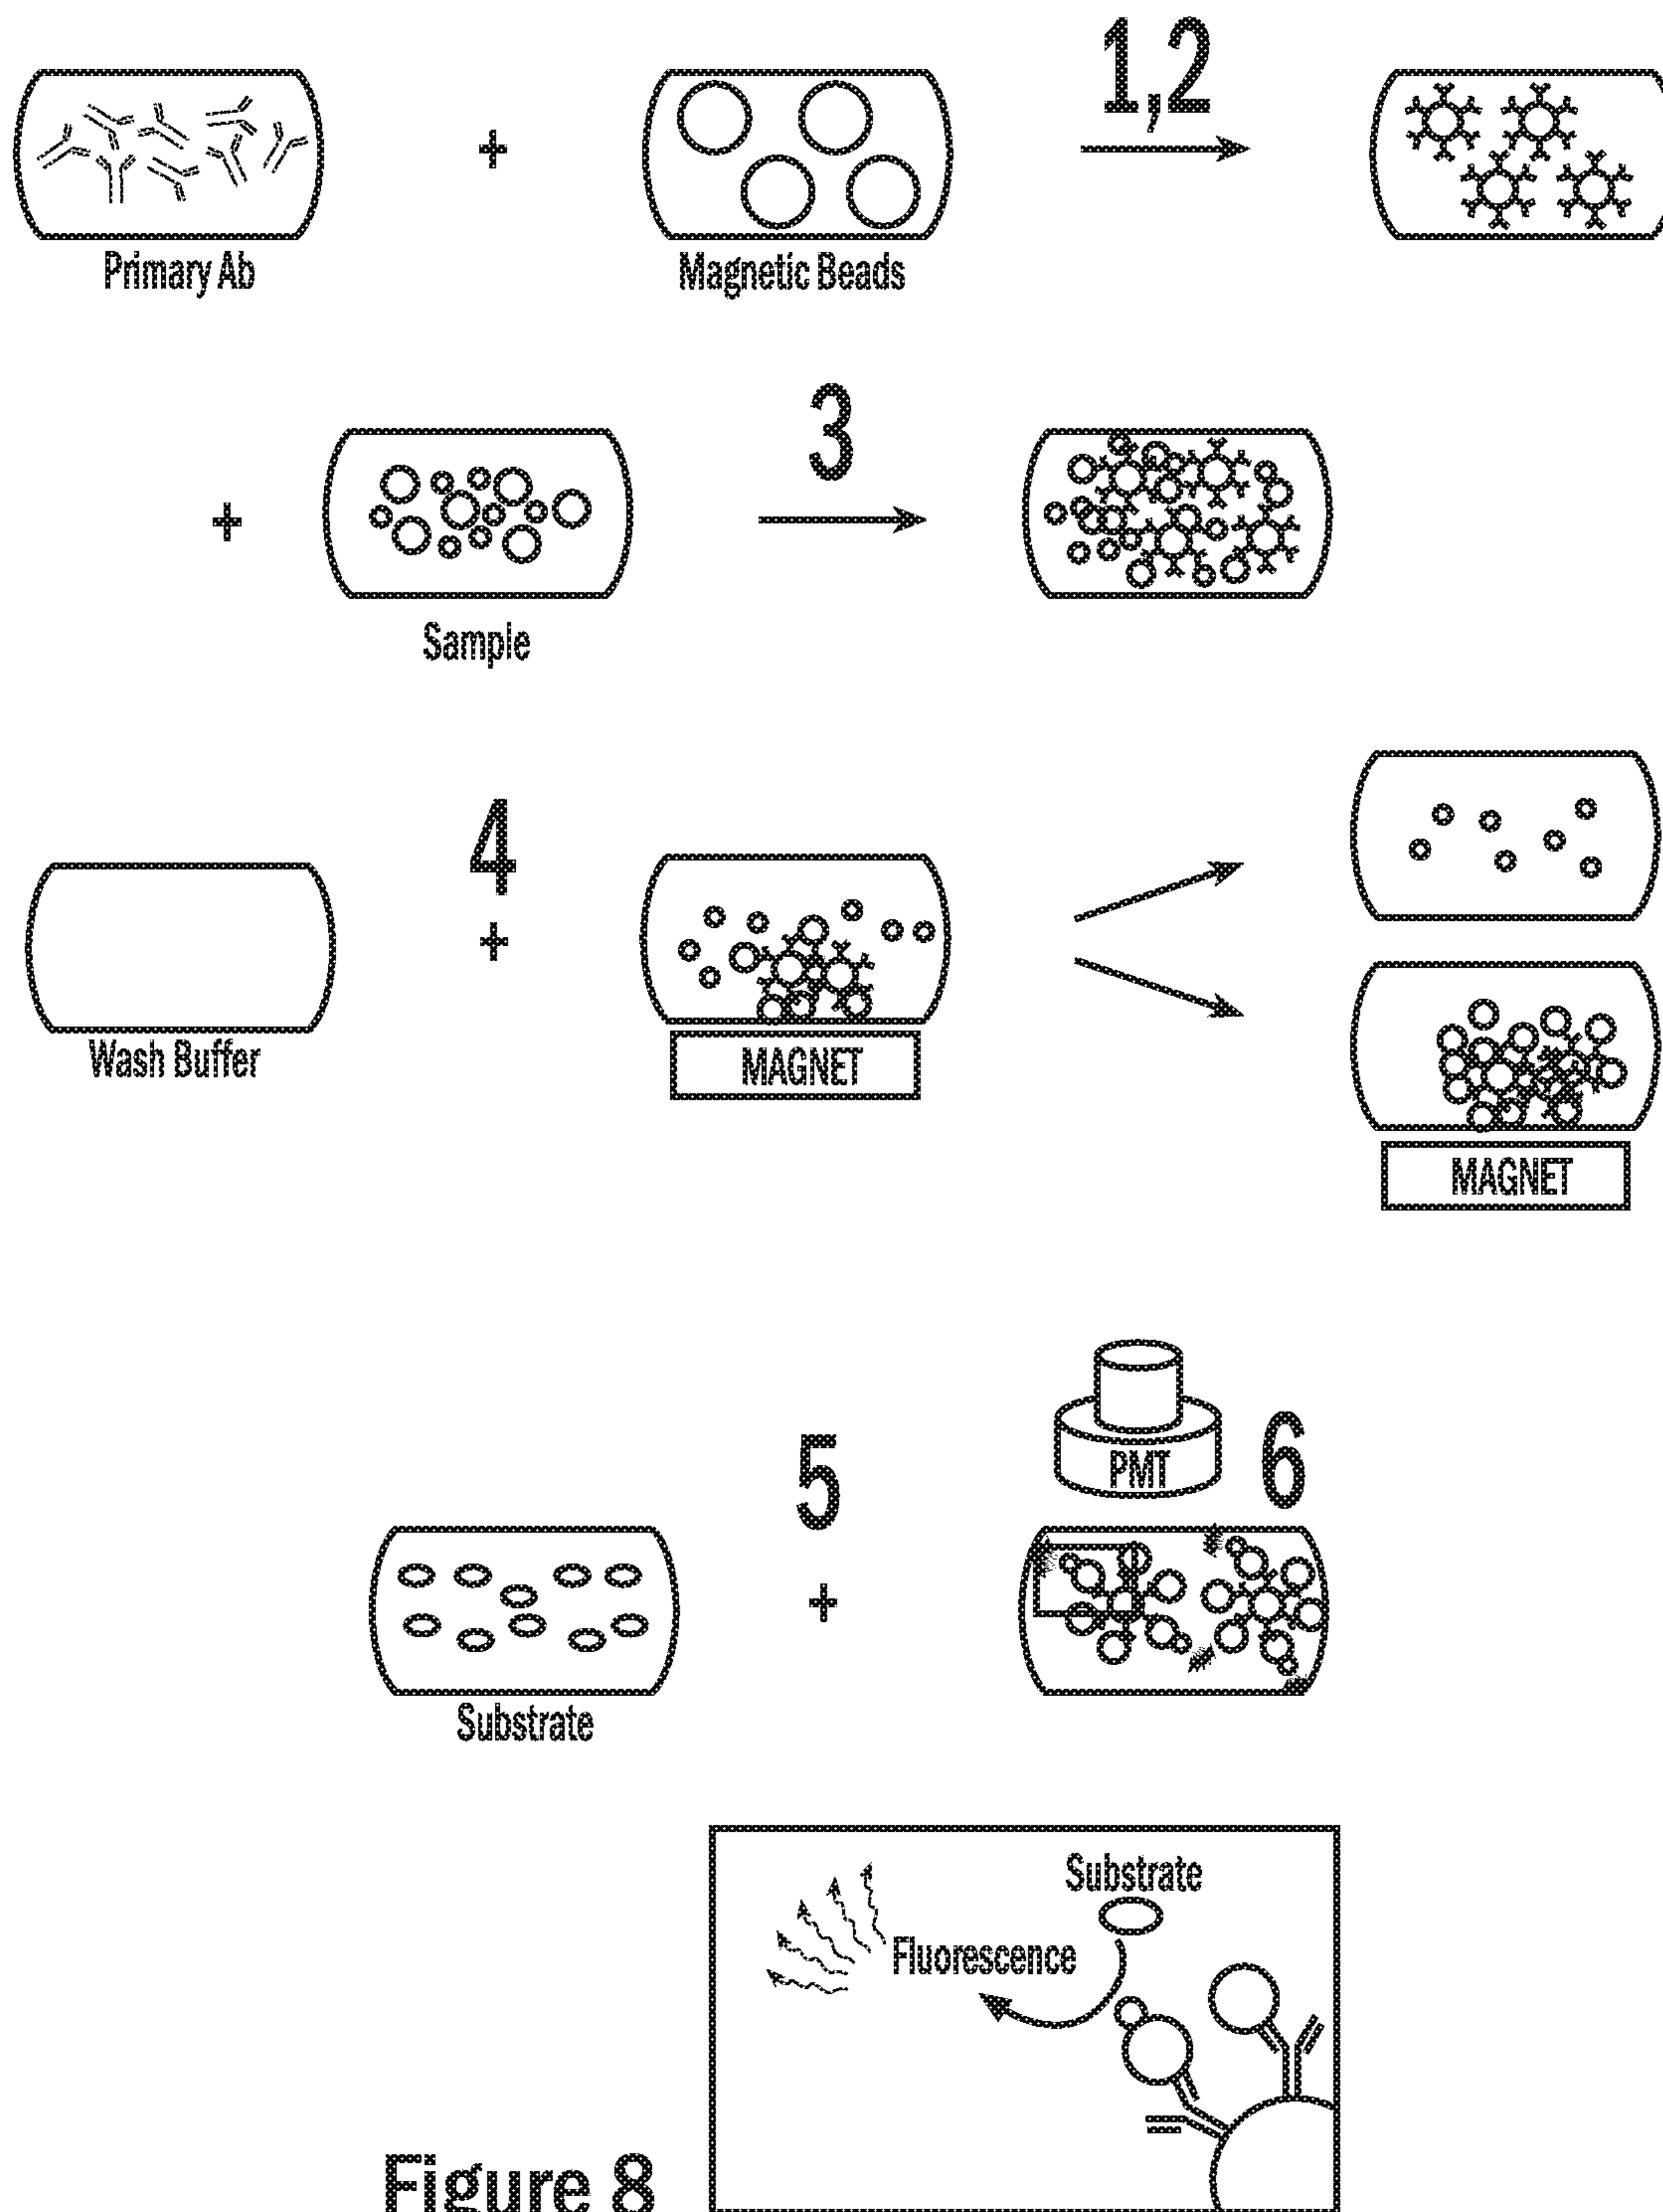 1,2
+
Primary Ab
Magnetic Beads
3
+
Sample
4
+
Wash Buffer
MAGNET
MAGNET
PMT
5
6
+
Substrate
Substrate
Fluorescence
Figure 8